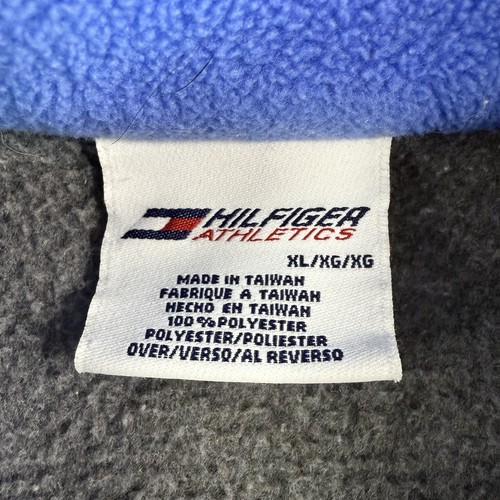 HILFIGER
ATHLETICS
XL/XG/XG
MADE IN TAIWAN
FABRIQUE A TAIWAN
HECHO EN TAIWAN
100% POLYESTER
POLYESTER/POLIESTER
OVER/VERSO/AL REVERSO